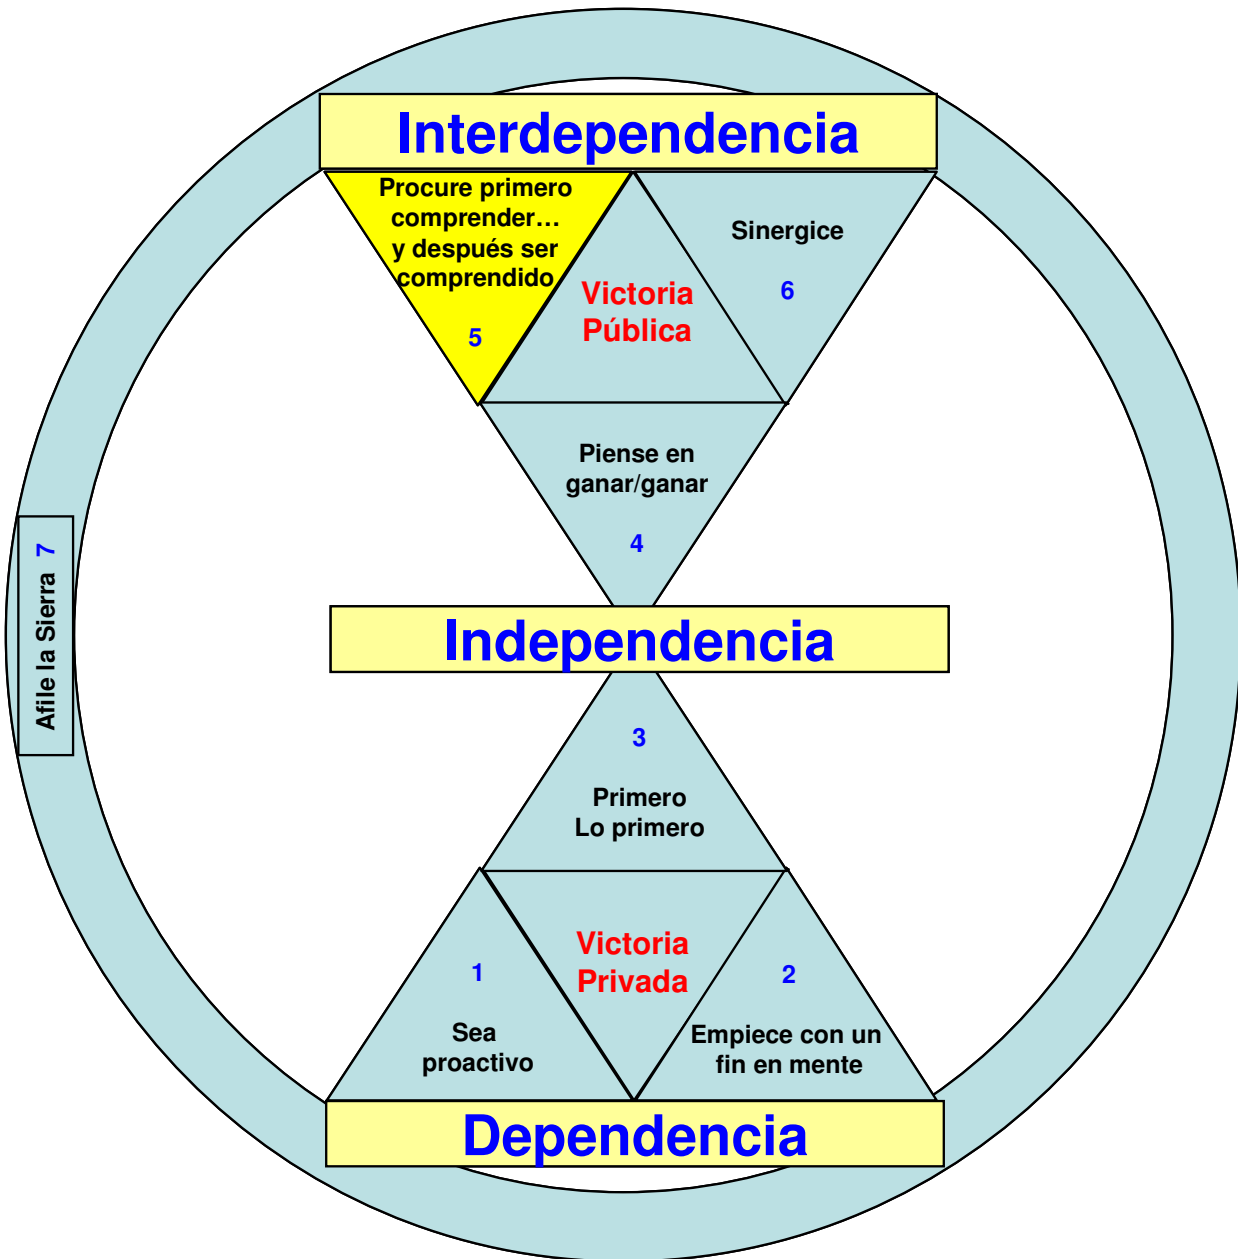 Interdependencia
Procure primero
comprender…
y después ser
comprendido
5
Victoria
Pública
Sinergice
6
Piense en
ganar/ganar
4
Afile la Sierra 7
Independencia
3
Primero
Lo primero
1
Sea
proactivo
Victoria
Privada
2
Empiece con un
fin en mente
Dependencia